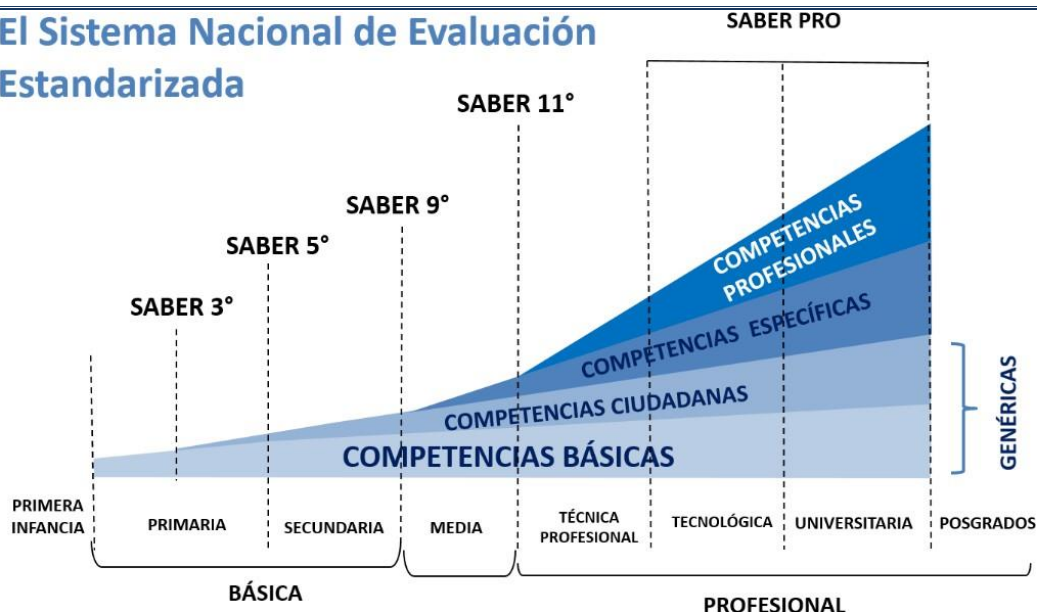 El Sistema Nacional de Evaluación
Estandarizada
SABER PRO
SABER 11°
SABER 9°
SABER 5°
SABER 3°
COMPETENCIAS
PROFESIONALES
COMPETENCIAS ESPECÍFICAS
COMPETENCIAS CIUDADANAS
COMPETENCIAS BÁSICAS
GENÉRICAS
PRIMERA
INFANCIA
PRIMARIA
SECUNDARIA
MEDIA
TÉCNICA
PROFESIONAL
TECNOLÓGICA
UNIVERSITARIA
POSGRADOS
BÁSICA
PROFESIONAL